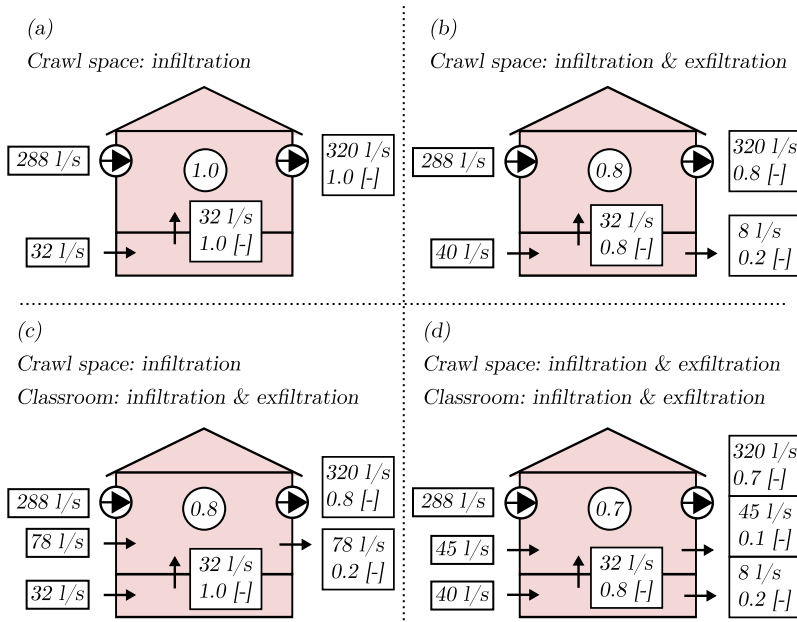 (a)
Crawl space: infiltration
288 l/s
1.0
320 l/s
1.0 [-]
32 l/s
1.0 [-]
32 l/s
(b)
Crawl space: infiltration & exfiltration
288 l/s
0.8
320 l/s
0.8 [-]
32 l/s
0.8 [-]
40 l/s
8 l/s
0.2 [-]
(c)
Crawl space: infiltration
Classroom: infiltration & exfiltration
288 l/s
0.8
320 l/s
0.8 [-]
78 l/s
78 l/s
0.2 [-]
32 l/s
1.0 [-]
32 l/s
(d)
Crawl space: infiltration & exfiltration
Classroom: infiltration & exfiltration
288 l/s
0.7
320 l/s
0.7 [-]
45 l/s
45 l/s
0.1 [-]
32 l/s
0.8 [-]
40 l/s
8 l/s
0.2 [-]